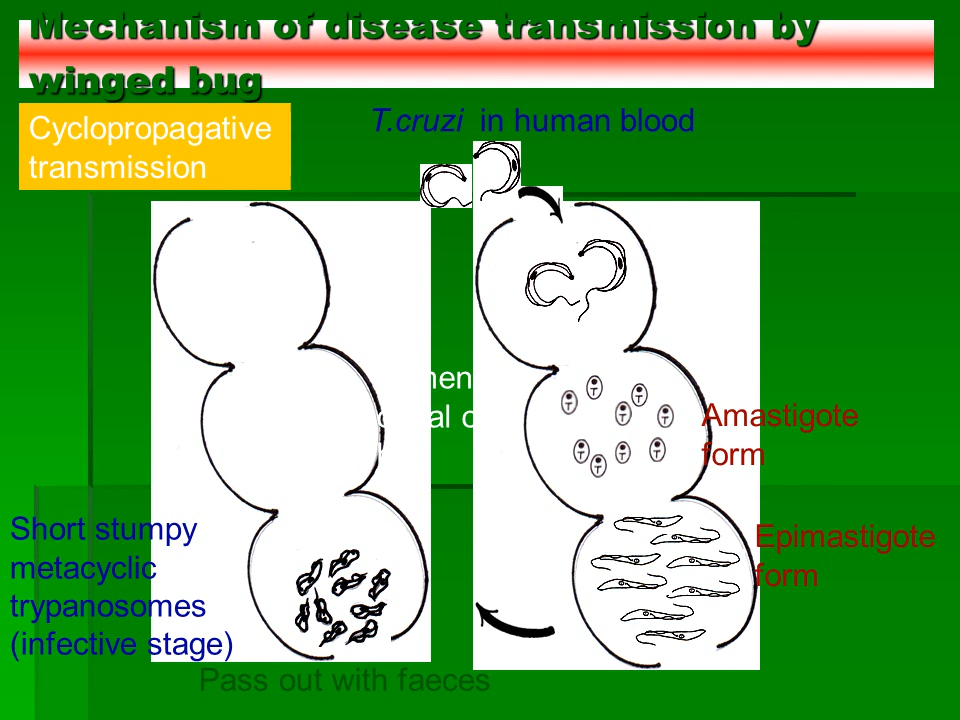 Mechanism of disease transmission by
winged bug
Cyclopropagative
transmission
T.cruzi in human blood
Amastigote
form
Short stumpy
metacyclic
trypanosomes
(infective stage)
Epimastigote
form
Pass out with faeces